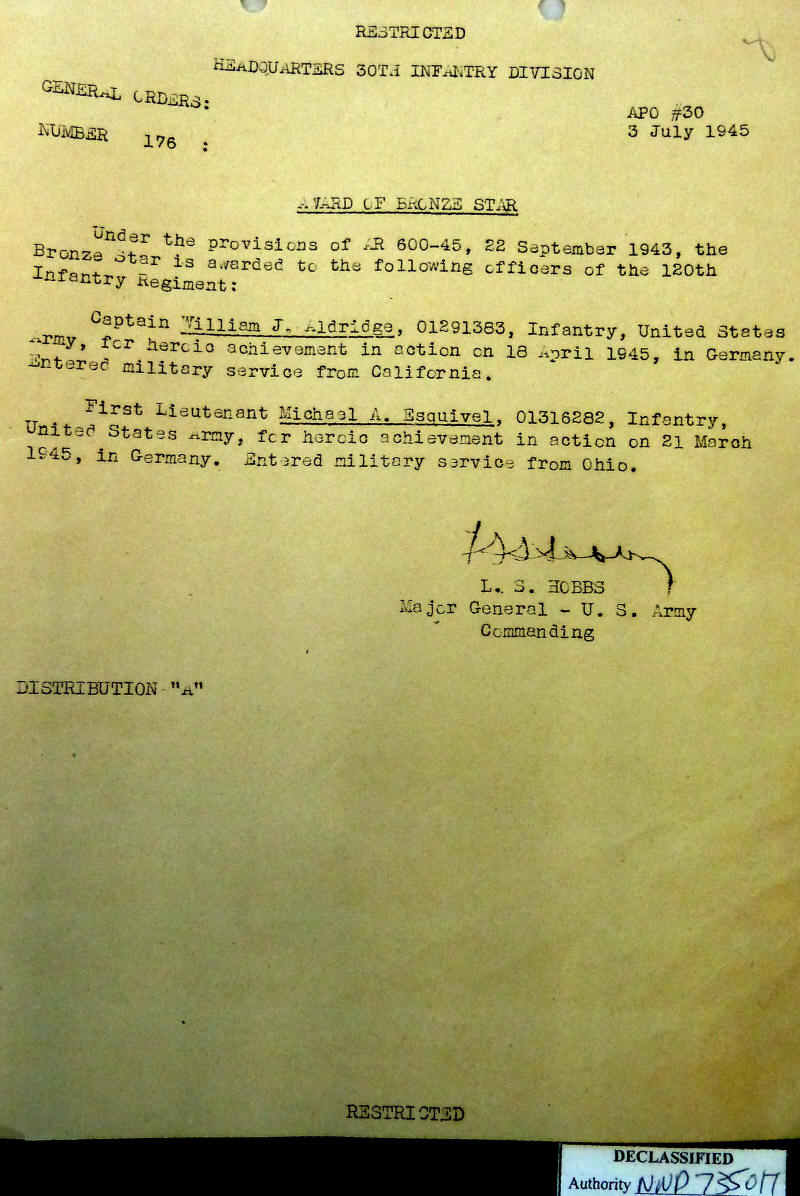 RESTRICTED
HEADQUARTERS 30TH INFANTRY DIVISION
GENERAL ORDERS:
APO #30
NUMBER 176 :
3 July 1945
AWARD OF BRONZE STAR
Under the provisions of AR 600-45, 22 September 1943, the
Bronze Star is awarded to the following officers of the 120th
Infantry Regiment:
Captain William J. Aldridge, 01291383, Infantry, United States
Army, for heroic achievement in action on 18 April 1945, in Germany.
Entered military service from California.
First Lieutenant Michael A. Esquivel, 01316282, Infantry,
United States Army, for heroic achievement in action on 21 March
1945, in Germany. Entered military service from Ohio.
L. S. HOBBS
Major General - U. S. Army
Commanding
DISTRIBUTION "A"
RESTRICTED
DECLASSIFIED
Authority NND 735017